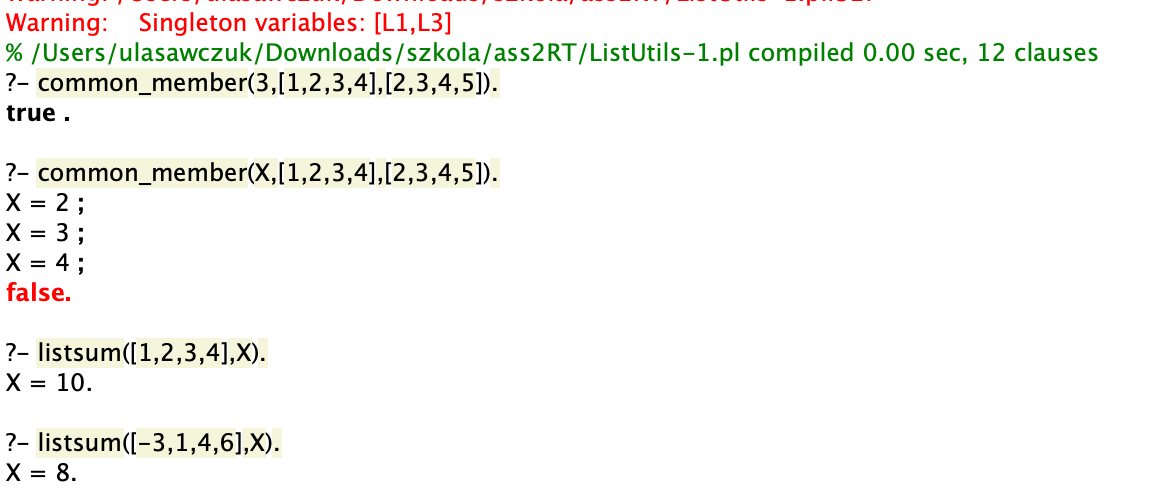 Warning:    Singleton variables: [L1,L3]
% /Users/ulasawczuk/Downloads/szkola/ass2RT/ListUtils-1.pl compiled 0.00 sec, 12 clauses
?- common_member(3,[1,2,3,4],[2,3,4,5]).
true .
?- common_member(X,[1,2,3,4],[2,3,4,5]).
X = 2 ;
X = 3 ;
X = 4 ;
false.
?- listsum([1,2,3,4],X).
X = 10.
?- listsum([-3,1,4,6],X).
X = 8.